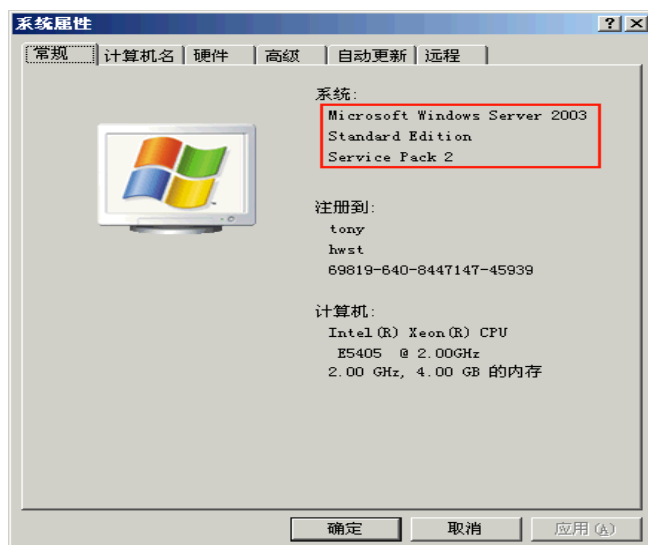 系统属性
常规 计算机名 硬件 高级 自动更新 远程
系统:
Microsoft Windows Server 2003
Standard Edition
Service Pack 2
注册到:
tony
hwst
69819-640-8447147-45939
计算机:
Intel(R) Xeon(R) CPU
E5405 @ 2.00GHz
2.00 GHz, 4.00 GB 的内存
确定 取消 应用(A)